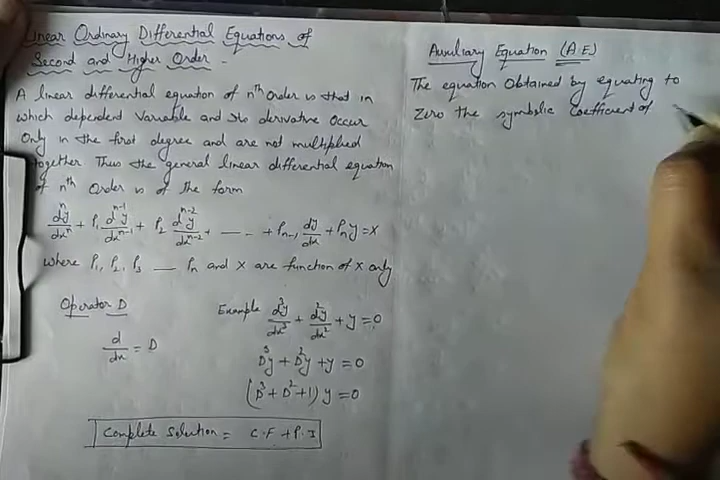 Linear Ordinary Differential Equations of
Second and Higher Order -
A linear differential equation of nth Order is that in
which dependent Variable and its derivative Occur
Only in the first degree and are not multiplied
together. Thus the general linear differential equation
of nth Order is of the form
dⁿy/dxⁿ + P₁ dⁿ⁻¹y/dxⁿ⁻¹ + P₂ dⁿ⁻²y/dxⁿ⁻² + - - - - + Pₙ₋₁ dy/dx + Pₙy = X
where P₁, P₂, P₃ — Pₙ and X are function of x only
Operator D
d/dx = D
Example d³y/dx³ + d²y/dx² + y = 0
D³y + D²y + y = 0
(D³ + D² + 1) y = 0
Complete Solution = C.F + P.I
Auxiliary Equation (A.E)
The equation Obtained by equating to
Zero the symbolic Coefficient of